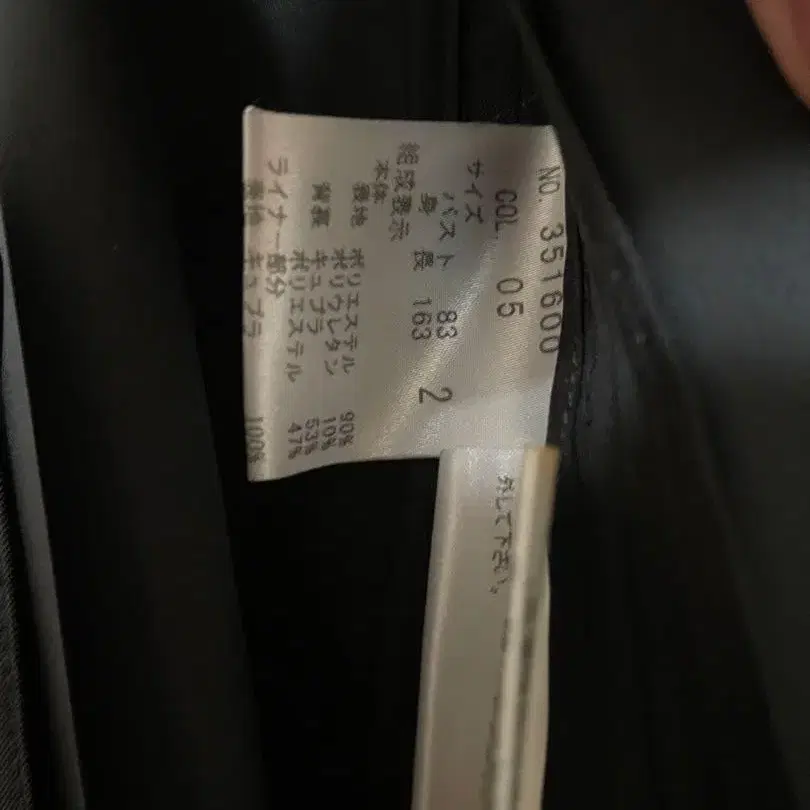 NO. 351600
COL. 05
サイズ 2
バスト 83
身長 163
組成表示
本体
表地 ポリエステル 90%
ポリウレタン 10%
背裏 キュプラ 53%
ポリエステル 47%
ライナー部分
表地 キュプラ 100%
外して下さい。